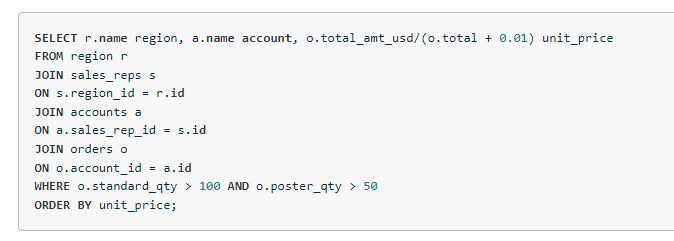 SELECT r.name region, a.name account, o.total_amt_usd/(o.total + 0.01) unit_price
FROM region r
JOIN sales_reps s
ON s.region_id = r.id
JOIN accounts a
ON a.sales_rep_id = s.id
JOIN orders o
ON o.account_id = a.id
WHERE o.standard_qty > 100 AND o.poster_qty > 50
ORDER BY unit_price;